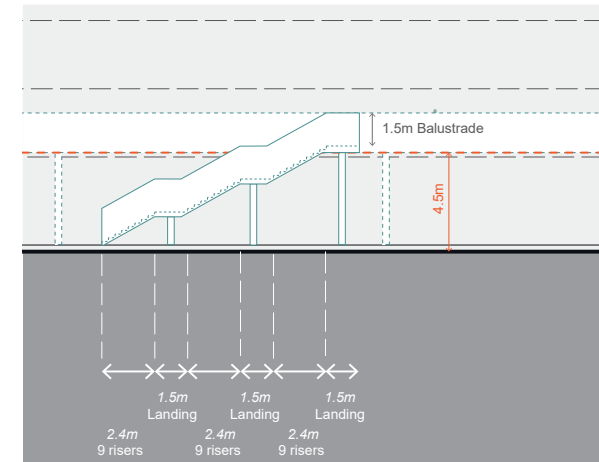 1.5m Balustrade
4.5m
1.5m
Landing
1.5m
Landing
1.5m
Landing
2.4m
9 risers
2.4m
9 risers
2.4m
9 risers